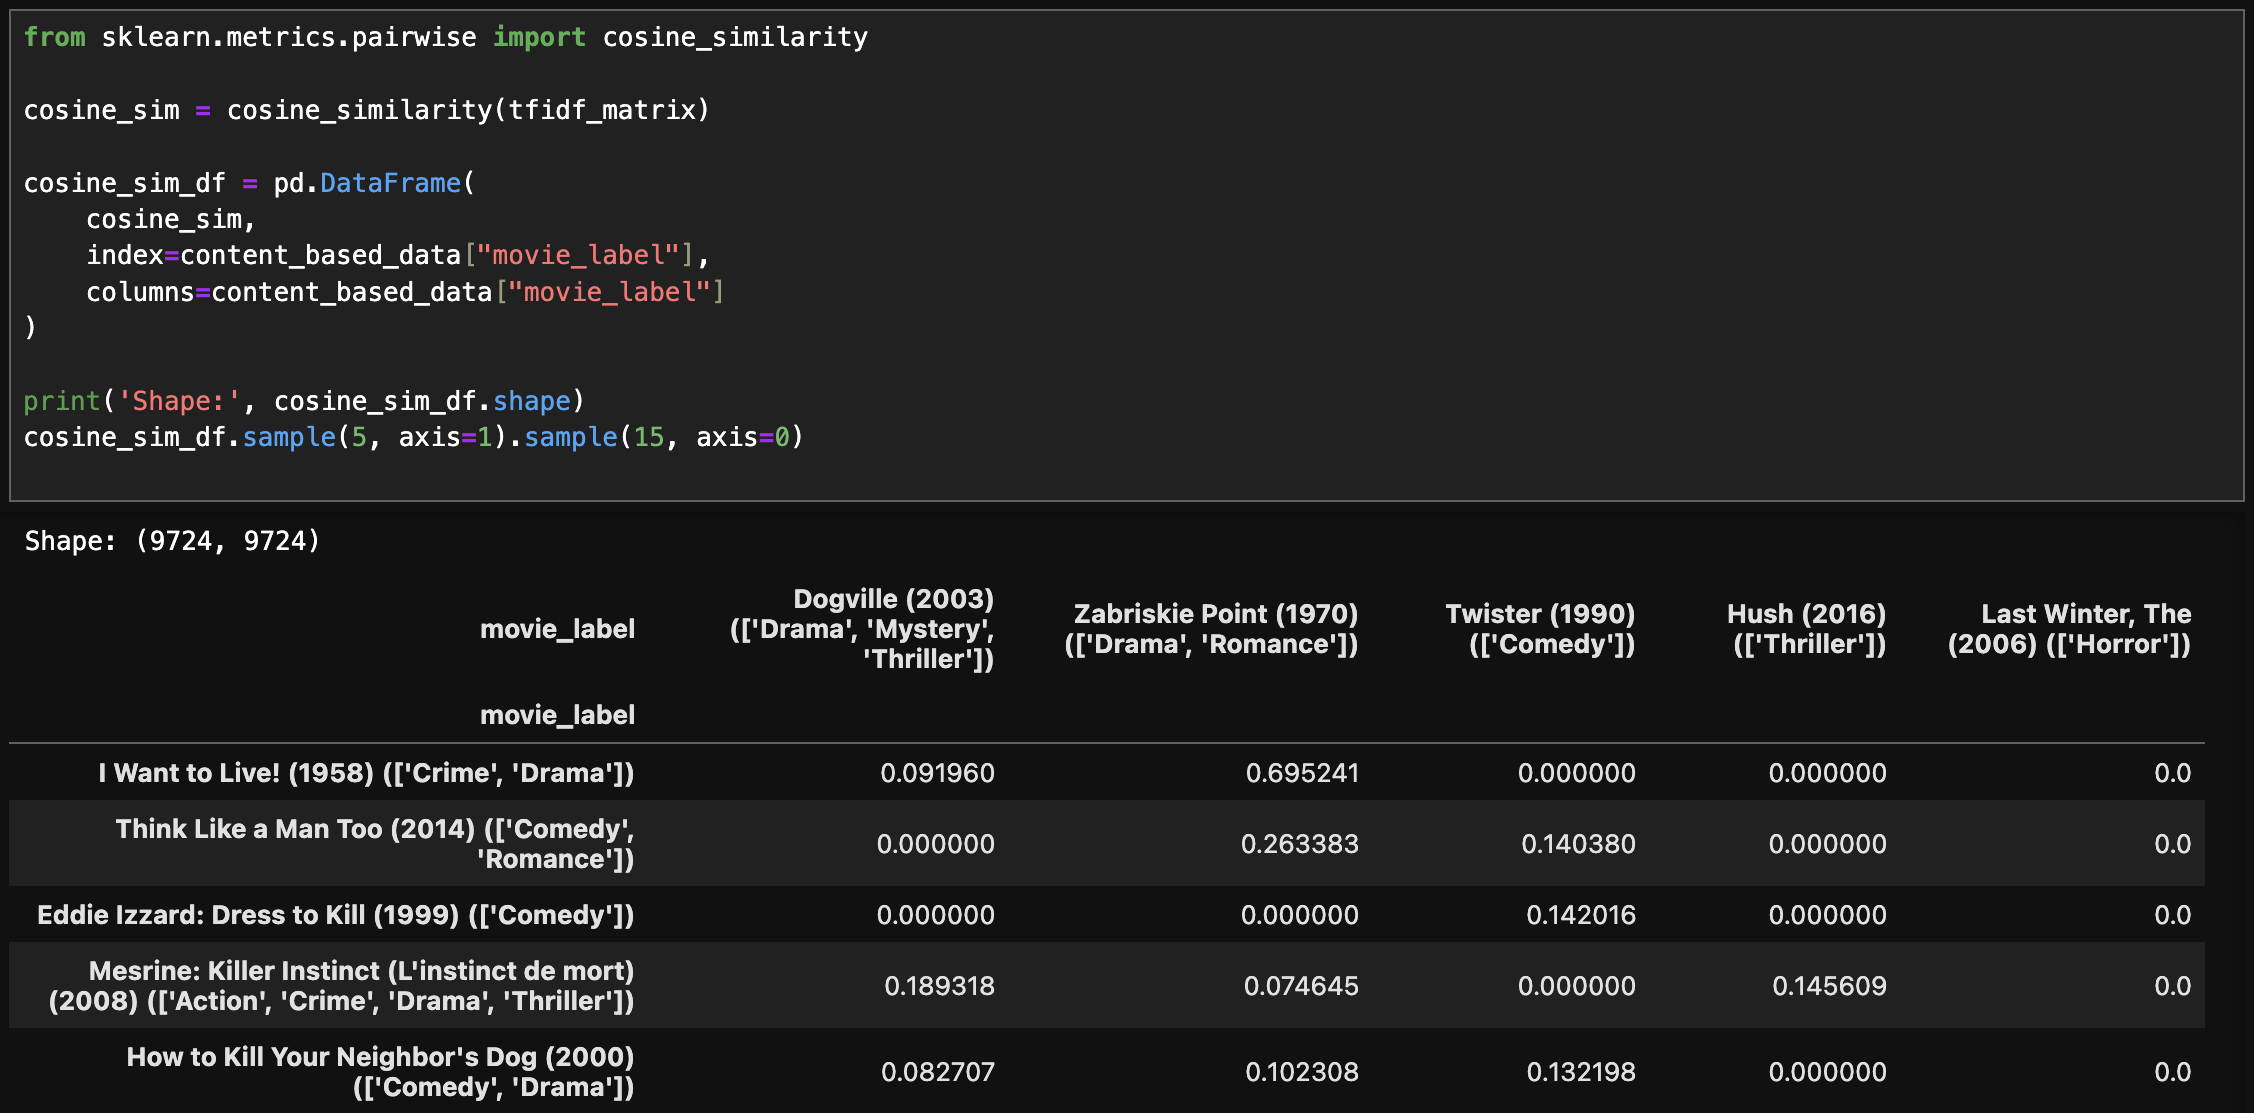 from sklearn.metrics.pairwise import cosine_similarity
cosine_sim = cosine_similarity(tfidf_matrix)
cosine_sim_df = pd.DataFrame(
    cosine_sim,
    index=content_based_data["movie_label"],
    columns=content_based_data["movie_label"]
)
print('Shape:', cosine_sim_df.shape)
cosine_sim_df.sample(5, axis=1).sample(15, axis=0)
Shape: (9724, 9724)
movie_label Dogville (2003) (['Drama', 'Mystery', 'Thriller']) Zabriskie Point (1970) (['Drama', 'Romance']) Twister (1990) (['Comedy']) Hush (2016) (['Thriller']) Last Winter, The (2006) (['Horror'])
movie_label
I Want to Live! (1958) (['Crime', 'Drama']) 0.091960 0.695241 0.000000 0.000000 0.0
Think Like a Man Too (2014) (['Comedy', 'Romance']) 0.000000 0.263383 0.140380 0.000000 0.0
Eddie Izzard: Dress to Kill (1999) (['Comedy']) 0.000000 0.000000 0.142016 0.000000 0.0
Mesrine: Killer Instinct (L'instinct de mort) (2008) (['Action', 'Crime', 'Drama', 'Thriller']) 0.189318 0.074645 0.000000 0.145609 0.0
How to Kill Your Neighbor's Dog (2000) (['Comedy', 'Drama']) 0.082707 0.102308 0.132198 0.000000 0.0